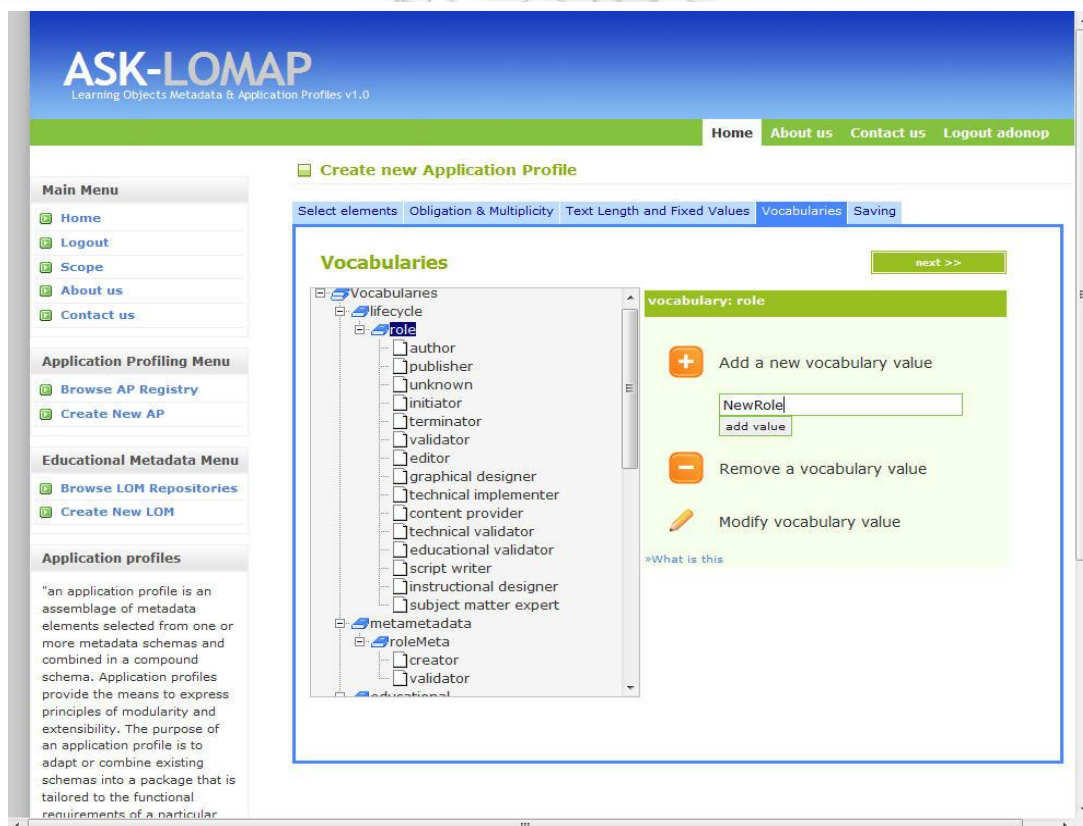 ASK-LOMAP
Learning Objects Metadata & Application Profiles v1.0
Home About us Contact us Logout adonop
Main Menu
Home
Logout
Scope
About us
Contact us
Application Profiling Menu
Browse AP Registry
Create New AP
Educational Metadata Menu
Browse LOM Repositories
Create New LOM
Application profiles
"an application profile is an
assemblage of metadata
elements selected from one or
more metadata schemas and
combined in a compound
schema. Application profiles
provide the means to express
principles of modularity and
extensibility. The purpose of
an application profile is to
adapt or combine existing
schemas into a package that is
tailored to the functional
requirements of a particular
Create new Application Profile
Select elements Obligation & Multiplicity Text Length and Fixed Values Vocabularies Saving
Vocabularies
next >>
Vocabularies
lifecycle
role
author
publisher
unknown
initiator
terminator
validator
editor
graphical designer
technical implementer
content provider
technical validator
educational validator
script writer
instructional designer
subject matter expert
metametadata
roleMeta
creator
validator
educational
vocabulary: role
Add a new vocabulary value
NewRole
add value
Remove a vocabulary value
Modify vocabulary value
»What is this